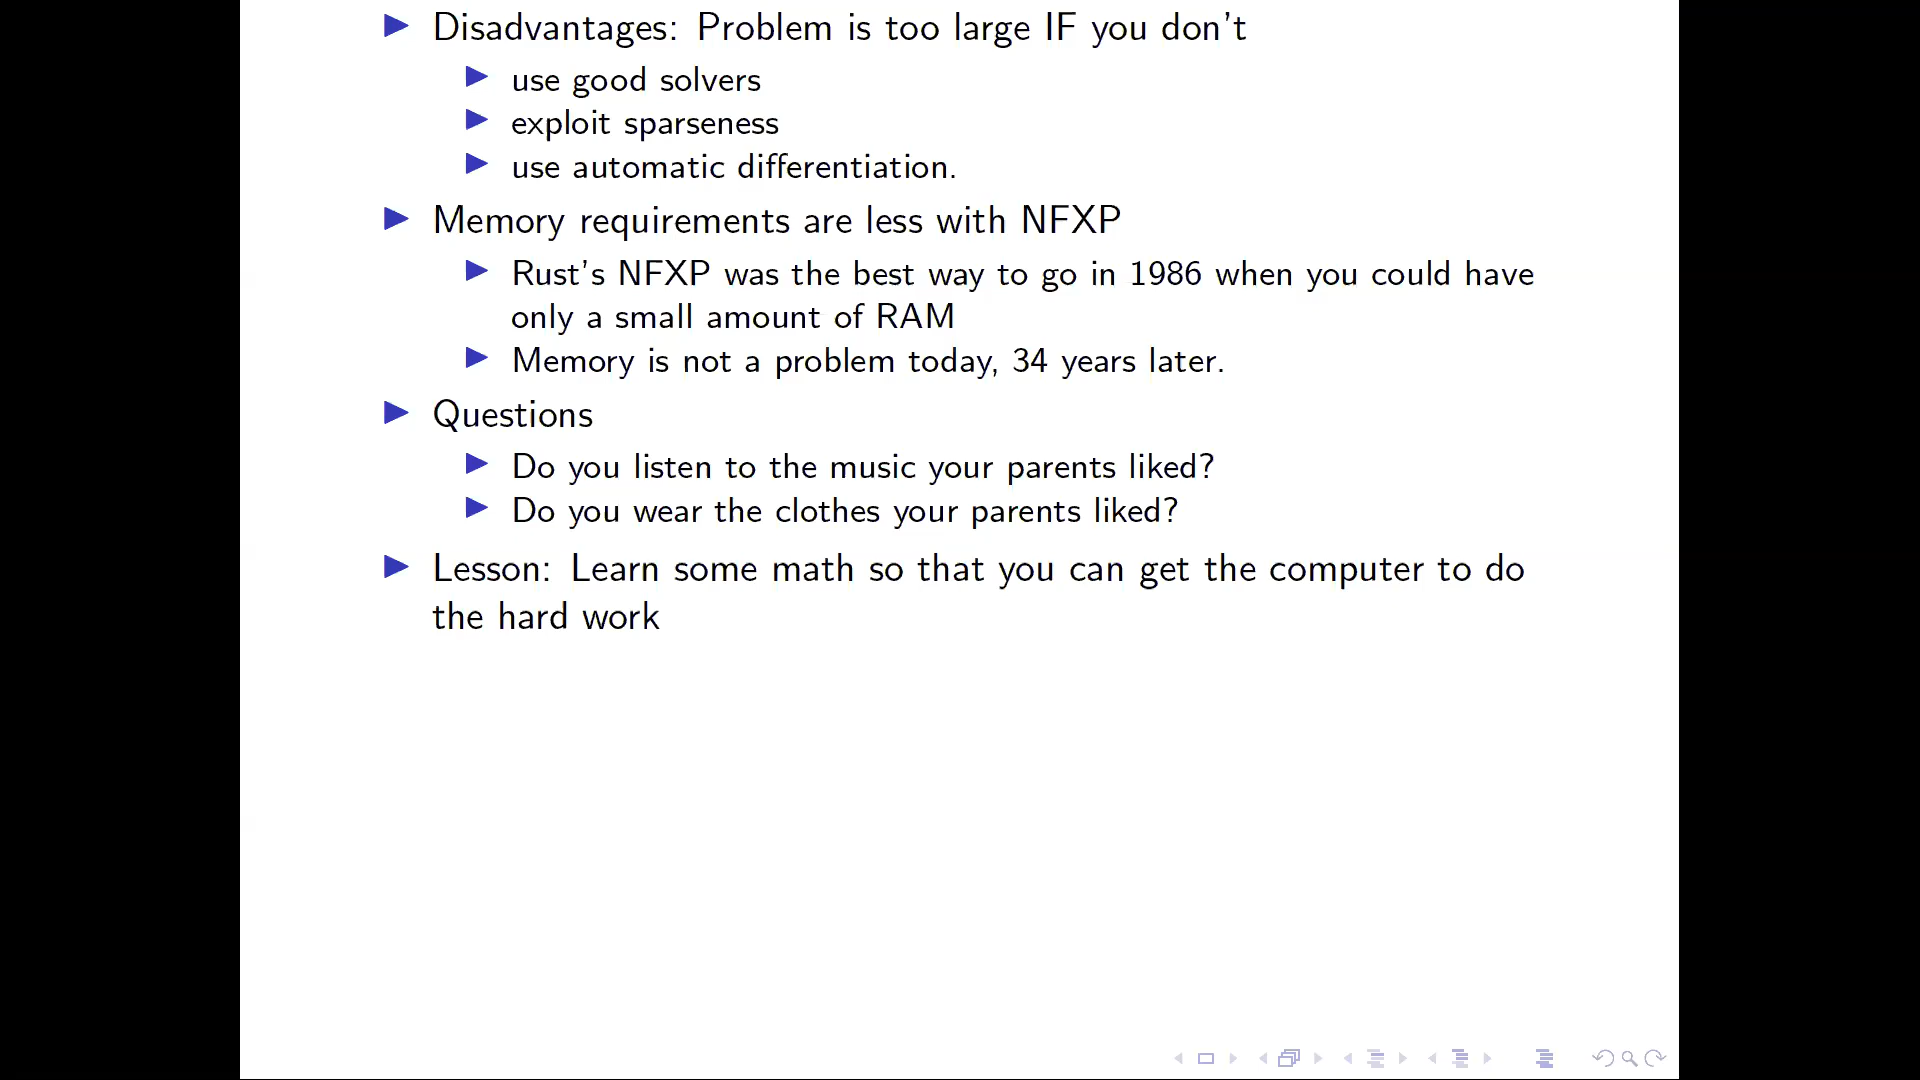 Disadvantages: Problem is too large IF you don't
use good solvers
exploit sparseness
use automatic differentiation.
Memory requirements are less with NFXP
Rust's NFXP was the best way to go in 1986 when you could have
only a small amount of RAM
Memory is not a problem today, 34 years later.
Questions
Do you listen to the music your parents liked?
Do you wear the clothes your parents liked?
Lesson: Learn some math so that you can get the computer to do
the hard work